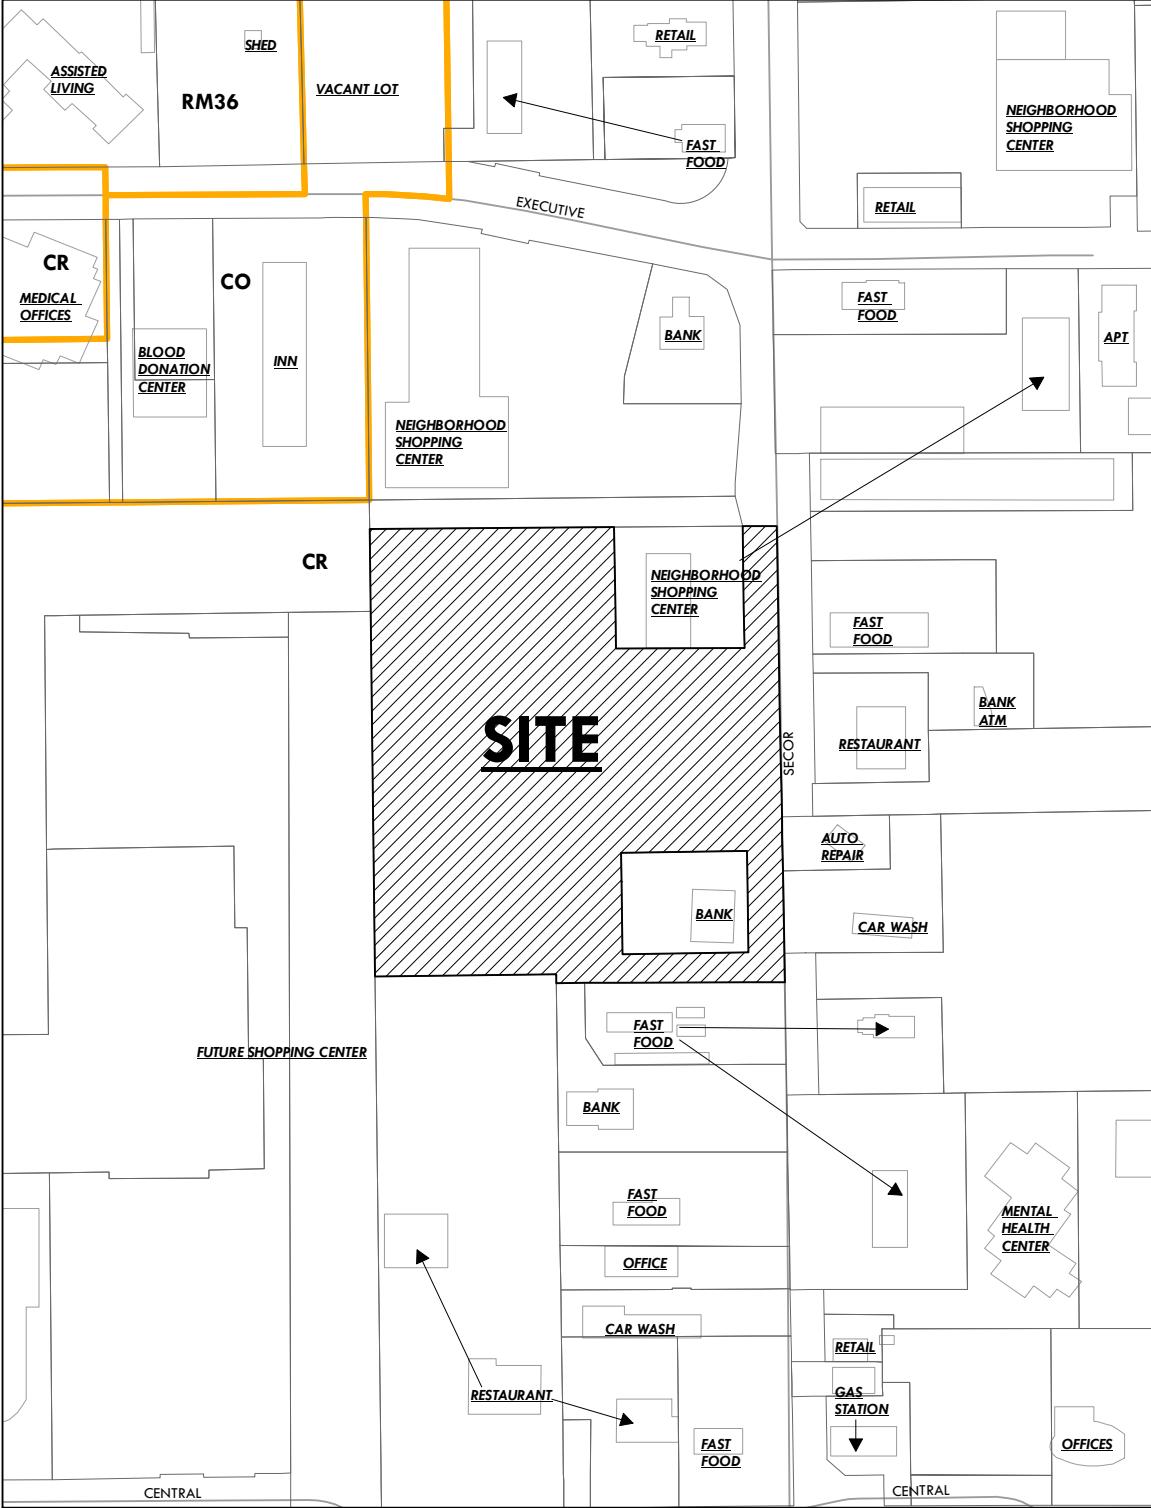 SHED
RETAIL
ASSISTED
LIVING
VACANT LOT
RM36
NEIGHBORHOOD
SHOPPING
CENTER
FAST
FOOD
EXECUTIVE
RETAIL
CR
CO
MEDICAL
OFFICES
FAST
FOOD
BANK
APT
BLOOD
DONATION
CENTER
INN
NEIGHBORHOOD
SHOPPING
CENTER
CR
NEIGHBORHOOD
SHOPPING
CENTER
FAST
FOOD
BANK
ATM
SITE
SECOR
RESTAURANT
AUTO
REPAIR
BANK
CAR WASH
FAST
FOOD
FUTURE SHOPPING CENTER
BANK
FAST
FOOD
MENTAL
HEALTH
CENTER
OFFICE
CAR WASH
RETAIL
RESTAURANT
GAS
STATION
FAST
FOOD
OFFICES
CENTRAL
CENTRAL